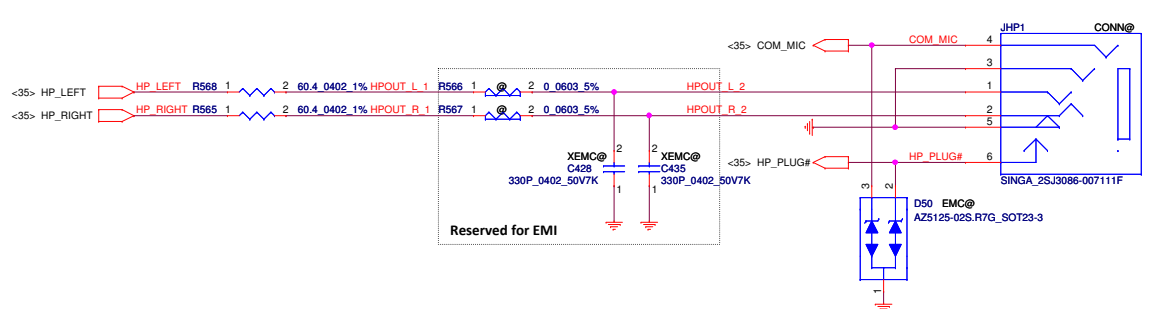 JHP1 CONN@
<35> COM_MIC COM_MIC 4
3
<35> HP_LEFT HP_LEFT R568 1 2 60.4_0402_1% HPOUT_L_1 R566 1 @ 2 0_0603_5% HPOUT_L_2 1
<35> HP_RIGHT HP_RIGHT R565 1 2 60.4_0402_1% HPOUT_R_1 R567 1 @ 2 0_0603_5% HPOUT_R_2 2
5
<35> HP_PLUG# HP_PLUG# 6
SINGA_2SJ3086-007111F
2 XEMC@
C428
330P_0402_50V7K
1
2 XEMC@
C435
330P_0402_50V7K
1
Reserved for EMI
3 2
D50 EMC@
AZ5125-02S.R7G_SOT23-3
1